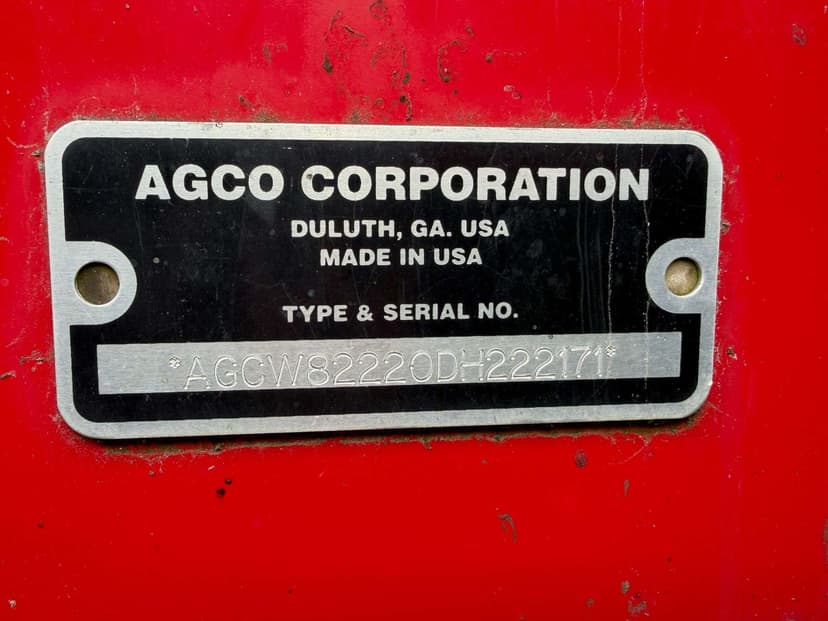 AGCO CORPORATION
DULUTH, GA. USA
MADE IN USA
TYPE & SERIAL NO.
*AGCW82220DH222171*